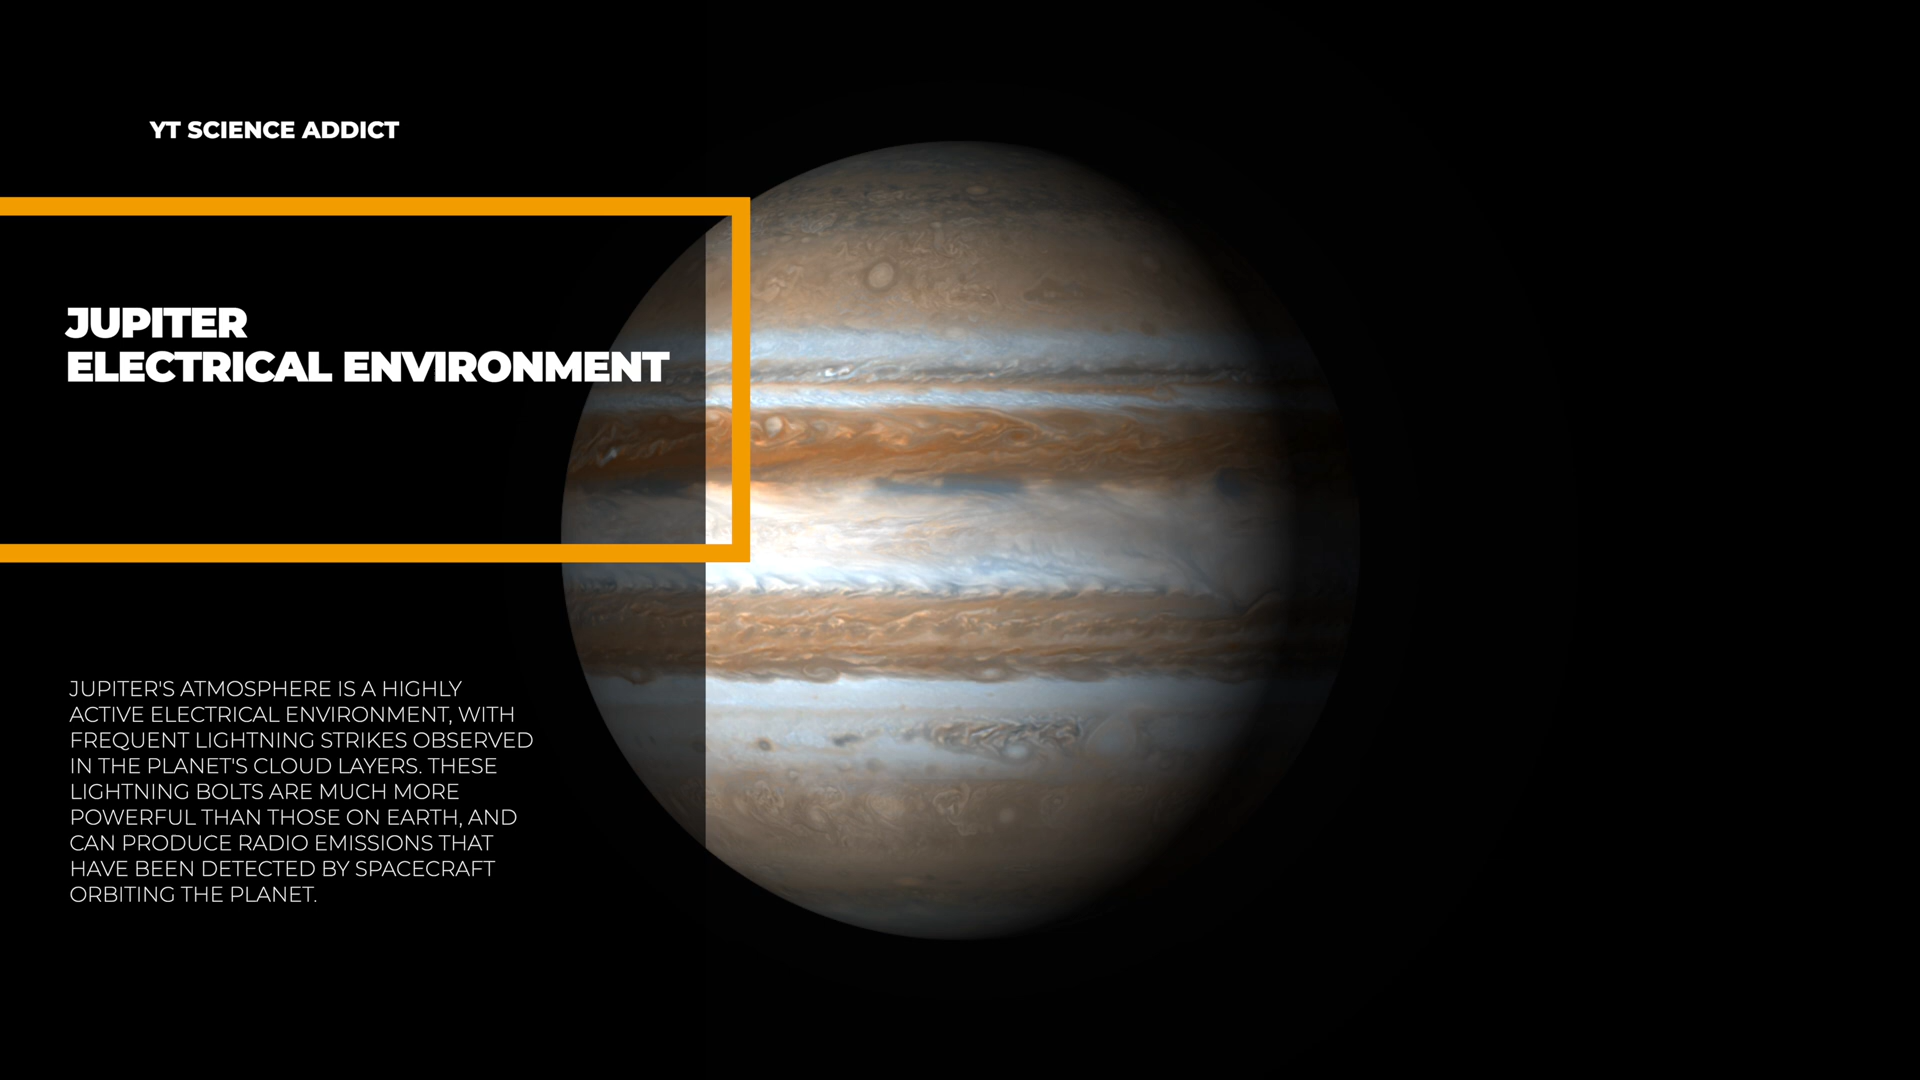 YT SCIENCE ADDICT
JUPITER
ELECTRICAL ENVIRONMENT
JUPITER'S ATMOSPHERE IS A HIGHLY
ACTIVE ELECTRICAL ENVIRONMENT, WITH
FREQUENT LIGHTNING STRIKES OBSERVED
IN THE PLANET'S CLOUD LAYERS. THESE
LIGHTNING BOLTS ARE MUCH MORE
POWERFUL THAN THOSE ON EARTH, AND
CAN PRODUCE RADIO EMISSIONS THAT
HAVE BEEN DETECTED BY SPACECRAFT
ORBITING THE PLANET.